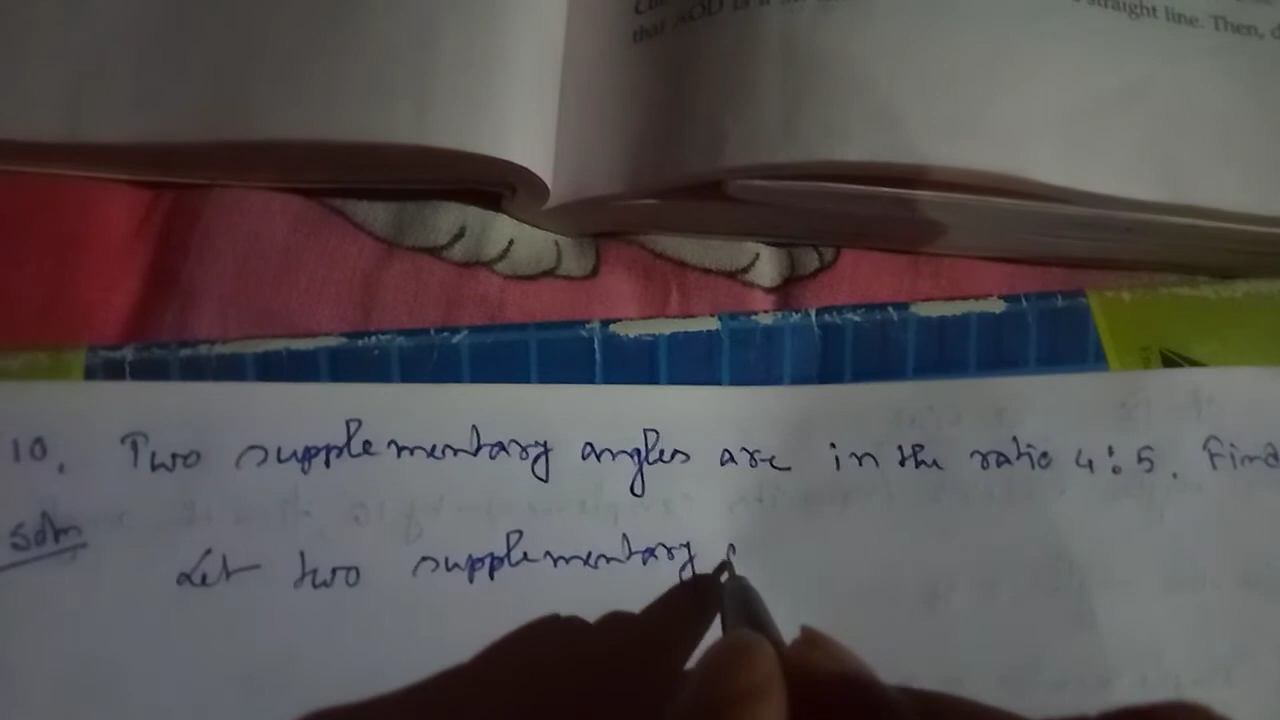 straight line. Then,
that AOD is a
10. Two supplementary angles are in the ratio 4:5. Find
Soln
Let two supplementary